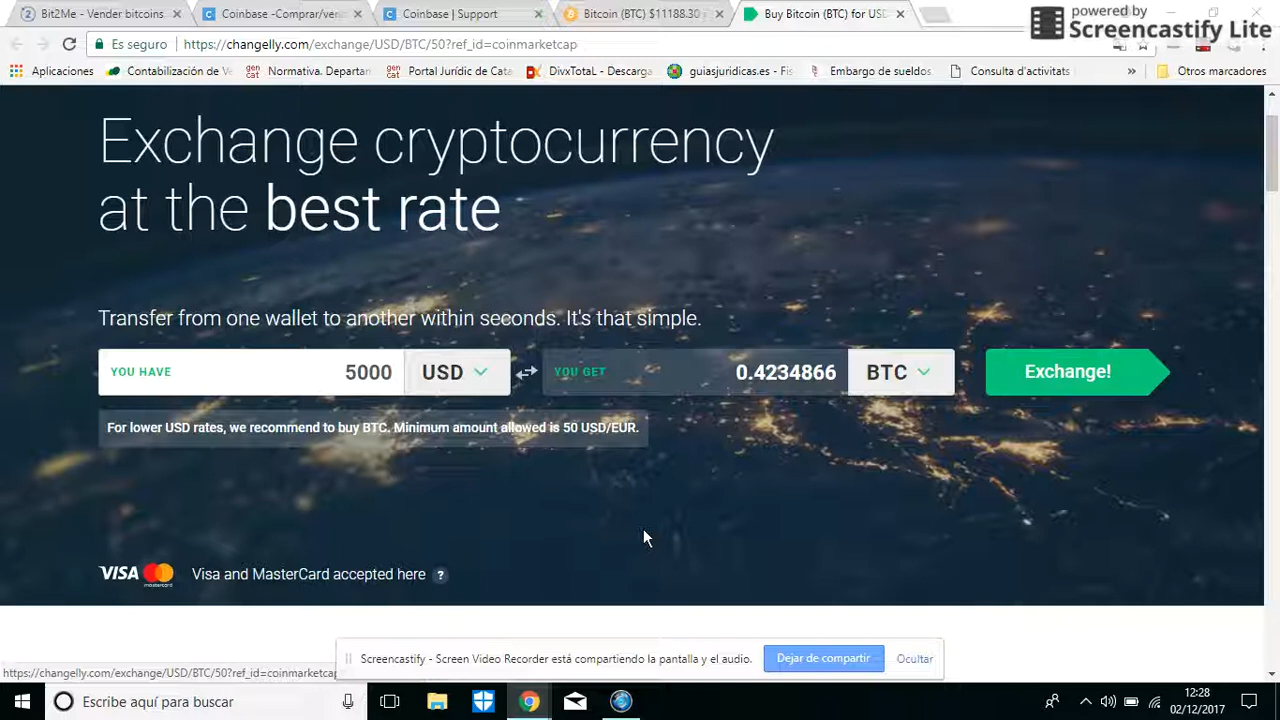 Bit2Me - Vender bitcoins
Coinbase -Comprar/ver
Coinbase | Support
Bitcoin (BTC) $11188.30
Buy Bitcoin (BTC) for USD
powered by
Screencastify Lite
Es seguro
https://changelly.com/exchange/USD/BTC/50?ref_id=coinmarketcap
Aplicaciones
Contabilización de Ve
Normativa. Departan
Portal Jurídic de Cata
DivxTotal - Descarga
guiasjuridicas.es - Fis
Embargo de sueldos
Consulta d'activitats
»
Otros marcadores
Exchange cryptocurrency
at the best rate
Transfer from one wallet to another within seconds. It's that simple.
YOU HAVE 5000 USD YOU GET 0.4234866 BTC Exchange!
For lower USD rates, we recommend to buy BTC. Minimum amount allowed is 50 USD/EUR.
VISA mastercard Visa and MasterCard accepted here ?
Screencastify - Screen Video Recorder está compartiendo la pantalla y el audio. Dejar de compartir Ocultar
https://changelly.com/exchange/USD/BTC/50?ref_id=coinmarketcap
Escribe aquí para buscar
12:28
02/12/2017